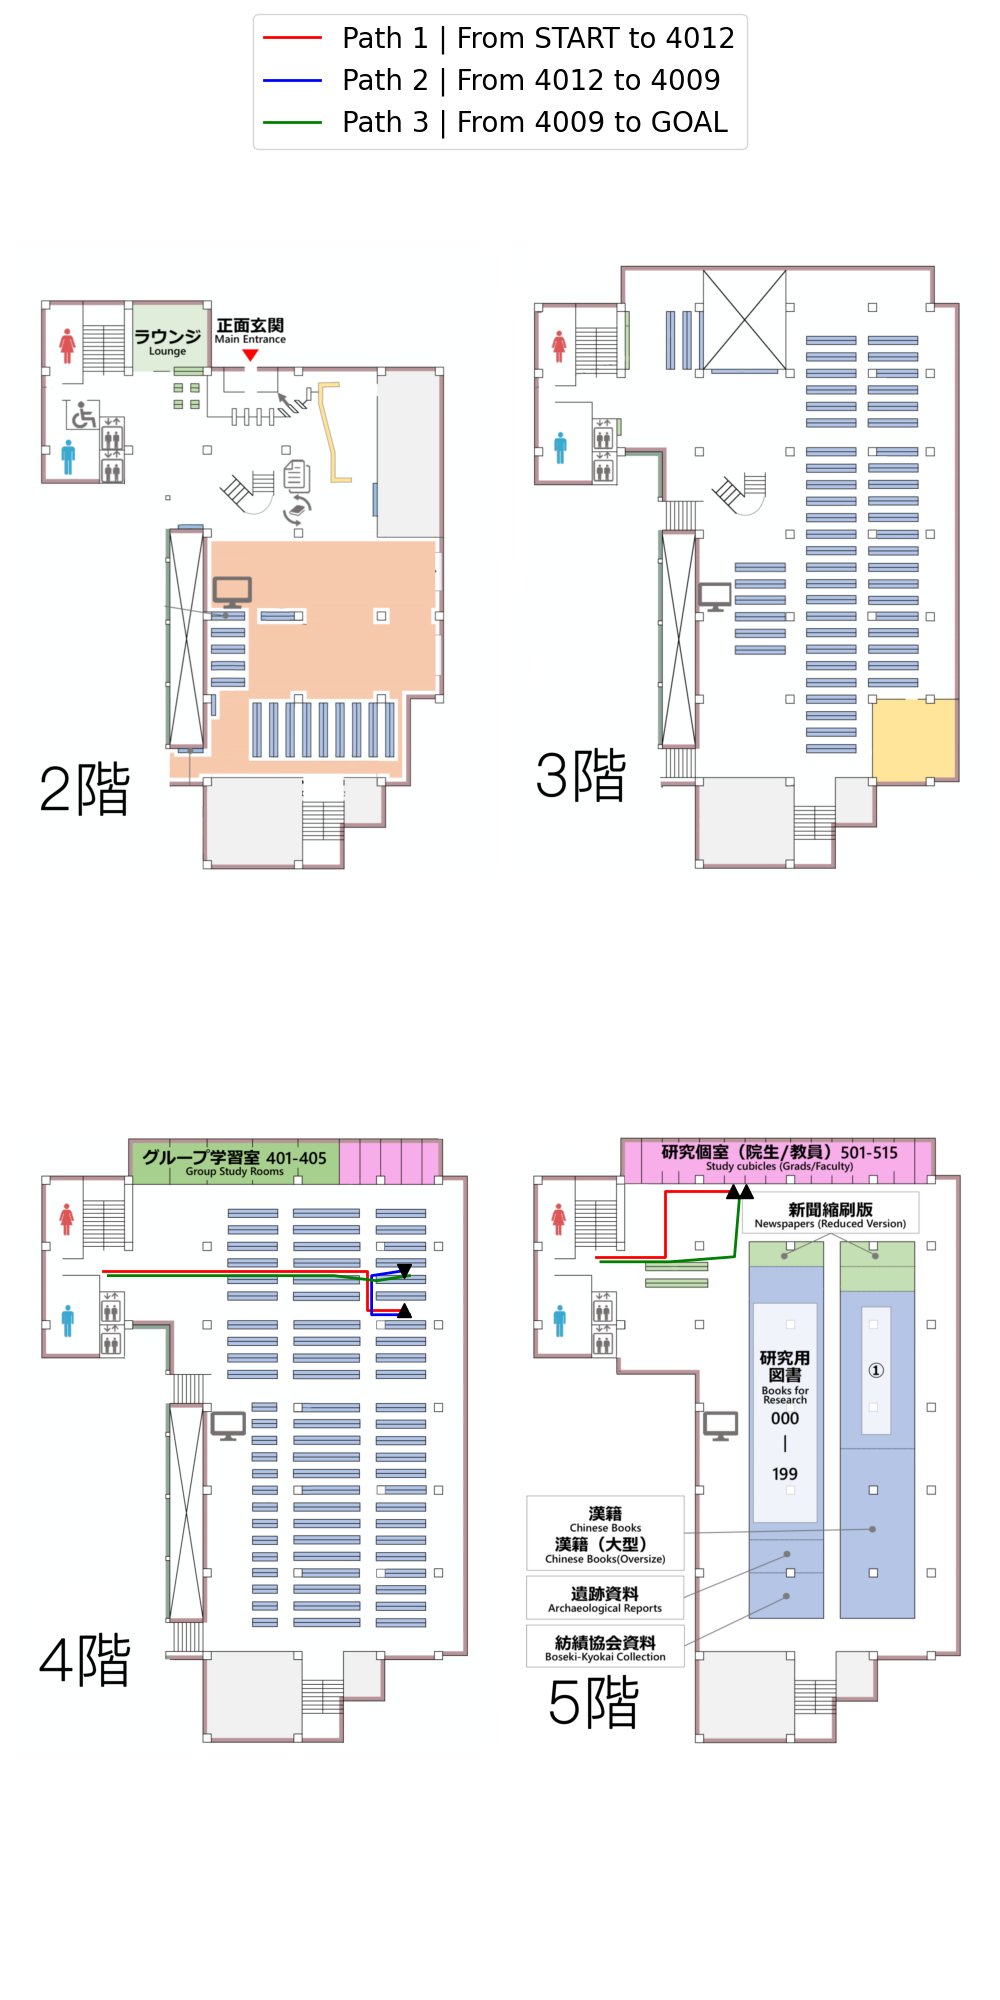 Path 1 | From START to 4012
Path 2 | From 4012 to 4009
Path 3 | From 4009 to GOAL
ラウンジ
Lounge
正面玄関
Main Entrance
2階
3階
グループ学習室 401-405
Group Study Rooms
4階
研究個室（院生/教員）501-515
Study cubicles (Grads/Faculty)
新聞縮刷版
Newspapers (Reduced Version)
研究用
図書
Books for
Research
000
|
199
①
漢籍
Chinese Books
漢籍（大型）
Chinese Books(Oversize)
遺跡資料
Archaeological Reports
紡績協会資料
Boseki-Kyokai Collection
5階